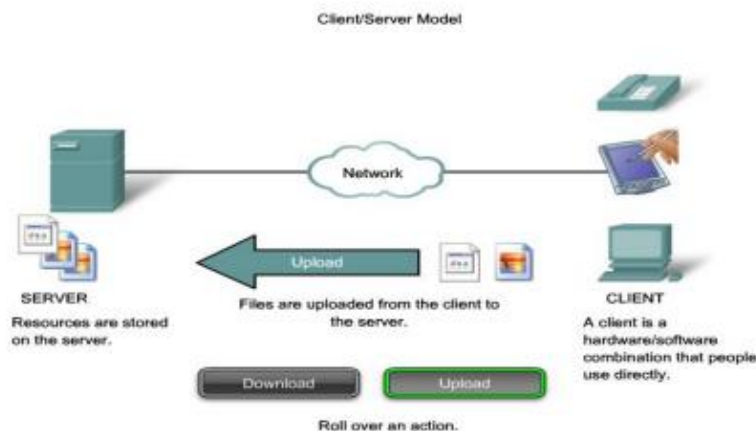 Client/Server Model
Network
Upload
SERVER
Resources are stored
on the server.
Files are uploaded from the client to
the server.
CLIENT
A client is a
hardware/software
combination that people
use directly.
Download
Upload
Roll over an action.